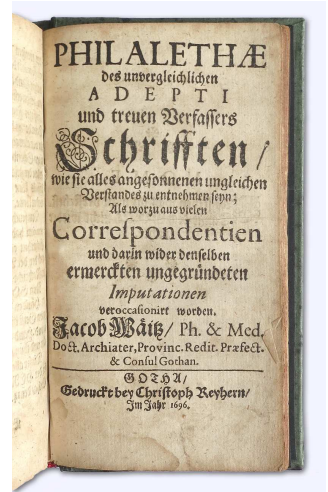 PHILALETHÆ
des unvergleichlichen
ADEPTI
und treuen Verfassers
Schrifften /
wie sie alles angesonnenen ungleichen
Verstandes zu entnehmen seyn;
Als worzu aus vielen
Correspondentien
und darin wider denselben
ermerckten ungegründeten
Imputationen
veroccasionirt worden.
Jacob Wäitz / Ph. & Med.
Doct. Archiater, Provinc. Redit. Præfect.
& Consul Gothan.
GOTHA /
Gedruckt bey Christoph Reyhern /
Im Jahr 1696.